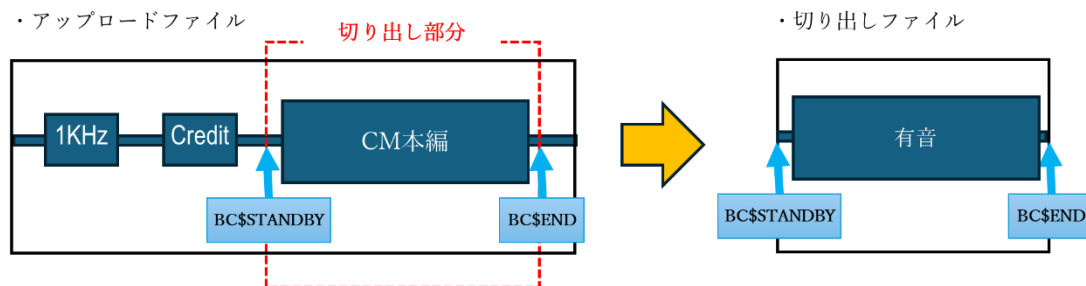 ・アップロードファイル
切り出し部分
1KHz
Credit
CM本編
BC$STANDBY
BC$END
・切り出しファイル
有音
BC$STANDBY
BC$END